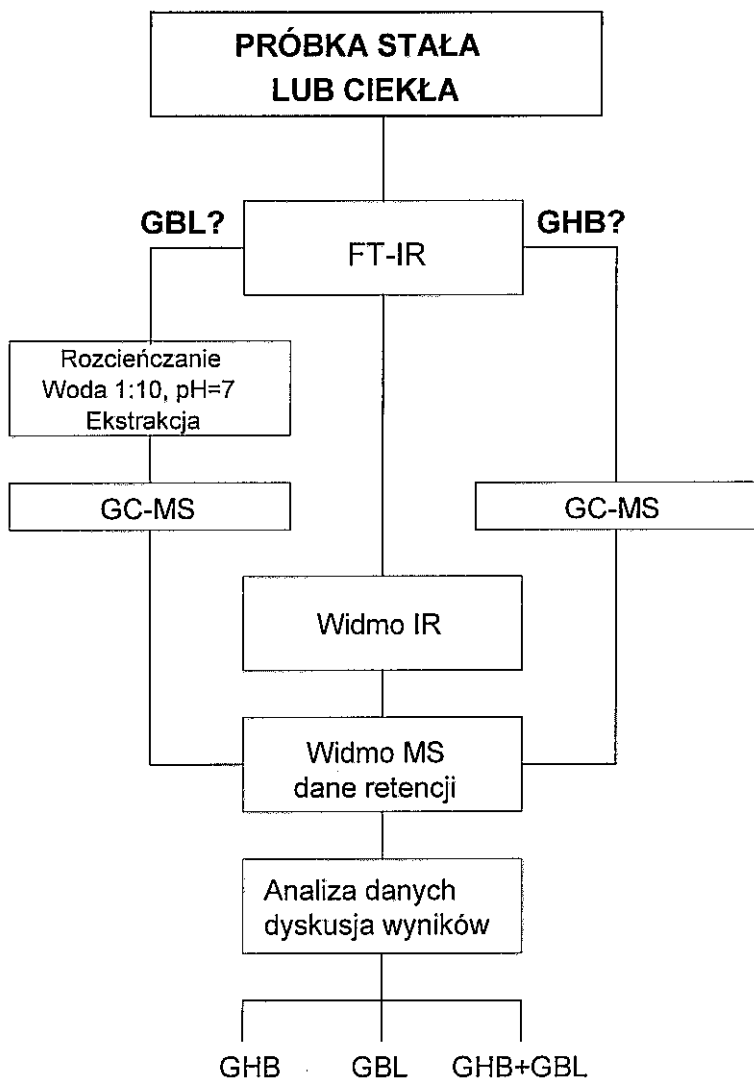 PRÓBKA STAŁA
LUB CIEKŁA
GBL?
GHB?
FT-IR
Rozcieńczanie
Woda 1:10, pH=7
Ekstrakcja
GC-MS
GC-MS
Widmo IR
Widmo MS
dane retencji
Analiza danych
dyskusja wyników
GHB
GBL
GHB+GBL